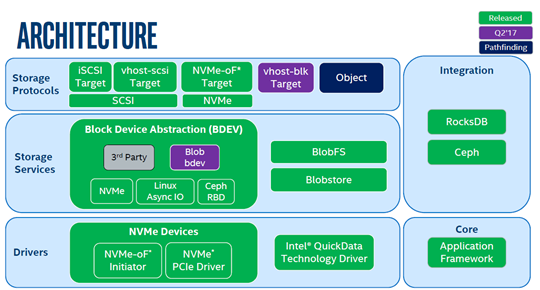 ARCHITECTURE
Released
Q2'17
Pathfinding
Storage
Protocols
iSCSI
Target
vhost-scsi
Target
NVMe-oF*
Target
vhost-blk
Target
Object
SCSI
NVMe
Integration
RocksDB
Ceph
Storage
Services
Block Device Abstraction (BDEV)
3rd Party
Blob
bdev
NVMe
Linux
Async IO
Ceph
RBD
BlobFS
Blobstore
Drivers
NVMe Devices
NVMe-oF*
Initiator
NVMe*
PCIe Driver
Intel® QuickData
Technology Driver
Core
Application
Framework